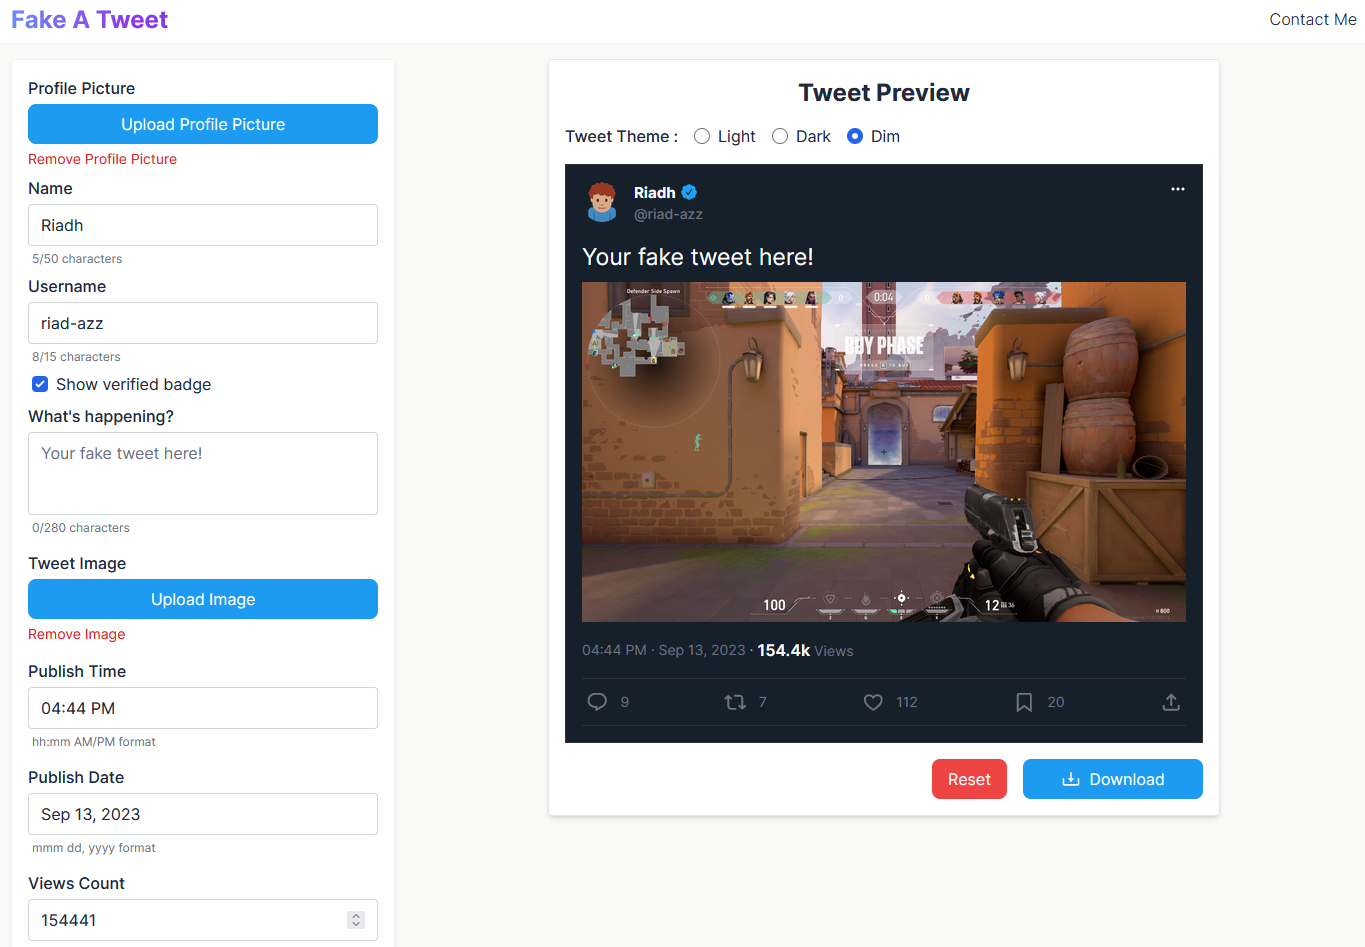 Fake A Tweet
Contact Me
Profile Picture
Upload Profile Picture
Remove Profile Picture
Name
Riadh
5/50 characters
Username
riad-azz
8/15 characters
Show verified badge
What's happening?
Your fake tweet here!
0/280 characters
Tweet Image
Upload Image
Remove Image
Publish Time
04:44 PM
hh:mm AM/PM format
Publish Date
Sep 13, 2023
mmm dd, yyyy format
Views Count
154441
Tweet Preview
Tweet Theme : Light Dark Dim
Riadh
@riad-azz
Your fake tweet here!
Defender Side Spawn
0 0:04 0
BUY PHASE
100 12 36
800
04:44 PM · Sep 13, 2023 · 154.4k Views
9 7 112 20
Reset Download